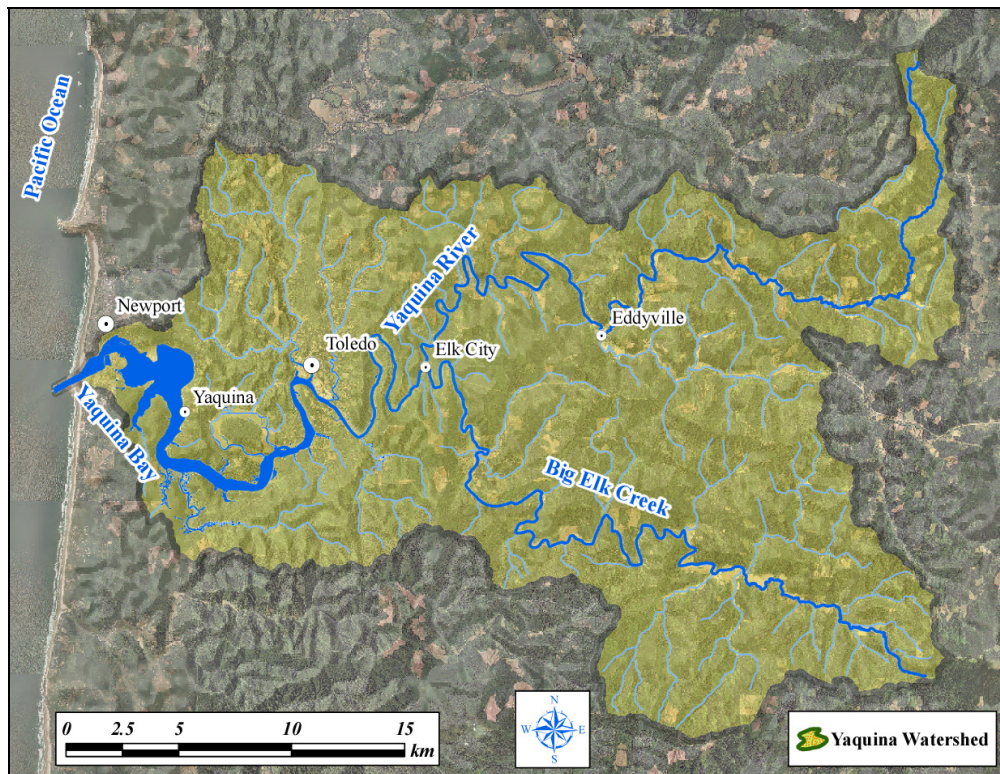 Pacific Ocean
Newport
Yaquina River
Toledo
Eddyville
Elk City
Yaquina
Yaquina Bay
Big Elk Creek
0 2.5 5 10 15
km
N
W E
S
Yaquina Watershed